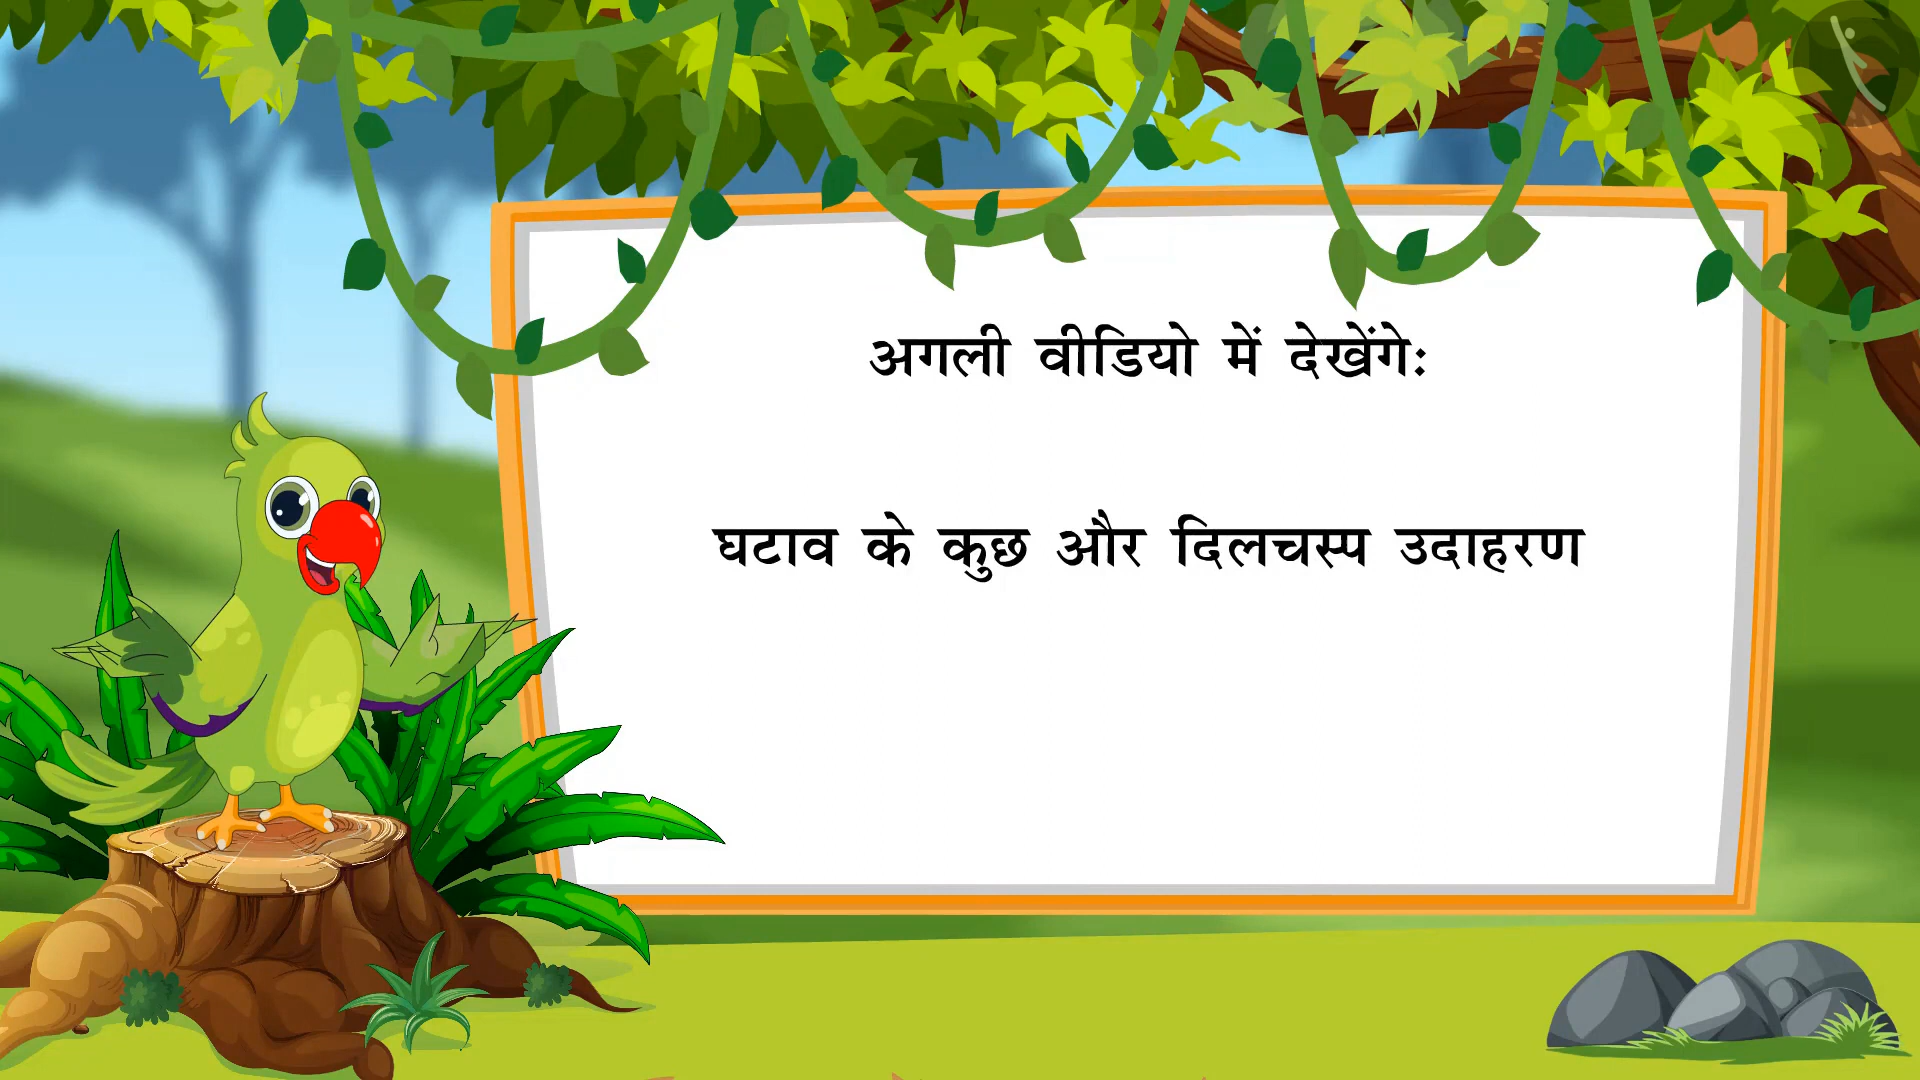 अगली वीडियो में देखेंगेः
घटाव के कुछ और दिलचस्प उदाहरण